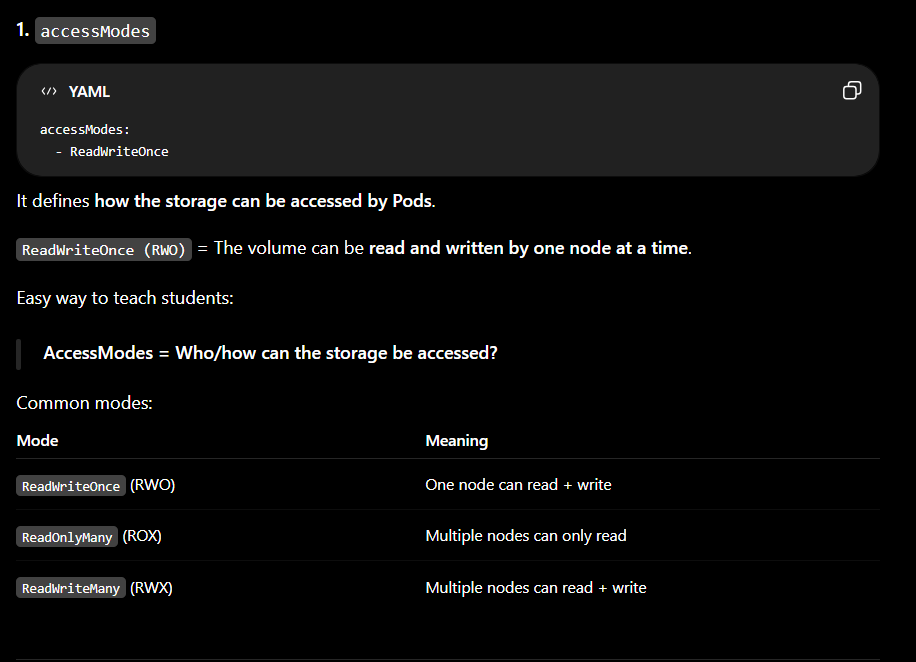 1. accessModes
</> YAML
accessModes:
- ReadWriteOnce
It defines how the storage can be accessed by Pods.
ReadWriteOnce (RWO) = The volume can be read and written by one node at a time.
Easy way to teach students:
AccessModes = Who/how can the storage be accessed?
Common modes:
Mode Meaning
ReadWriteOnce (RWO) One node can read + write
ReadOnlyMany (ROX) Multiple nodes can only read
ReadWriteMany (RWX) Multiple nodes can read + write